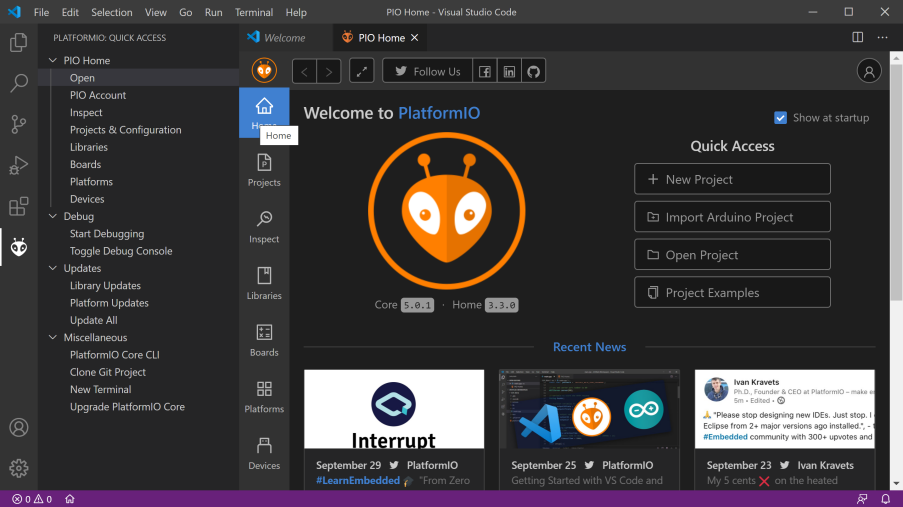 File Edit Selection View Go Run Terminal Help
PIO Home - Visual Studio Code
PLATFORMIO: QUICK ACCESS
PIO Home
Open
PIO Account
Inspect
Projects & Configuration
Libraries
Boards
Platforms
Devices
Debug
Start Debugging
Toggle Debug Console
Updates
Library Updates
Platform Updates
Update All
Miscellaneous
PlatformIO Core CLI
Clone Git Project
New Terminal
Upgrade PlatformIO Core
Welcome
PIO Home
Follow Us
Home
Home
Projects
Inspect
Libraries
Boards
Platforms
Devices
Welcome to PlatformIO
Show at startup
Core 5.0.1 · Home 3.3.0
Quick Access
New Project
Import Arduino Project
Open Project
Project Examples
Recent News
Interrupt
September 29 PlatformIO
#LearnEmbedded "From Zero
September 25 PlatformIO
Getting Started with VS Code and
Ivan Kravets
Ph.D., Founder & CEO at PlatformIO – make
5m • Edited •
"Please stop designing new IDEs. Just stop. I
Eclipse from 2+ major versions ago installed.", -
#Embedded community with 300+ upvotes and
September 23 Ivan Kravets
My 5 cents ❌ on the heated
0 0